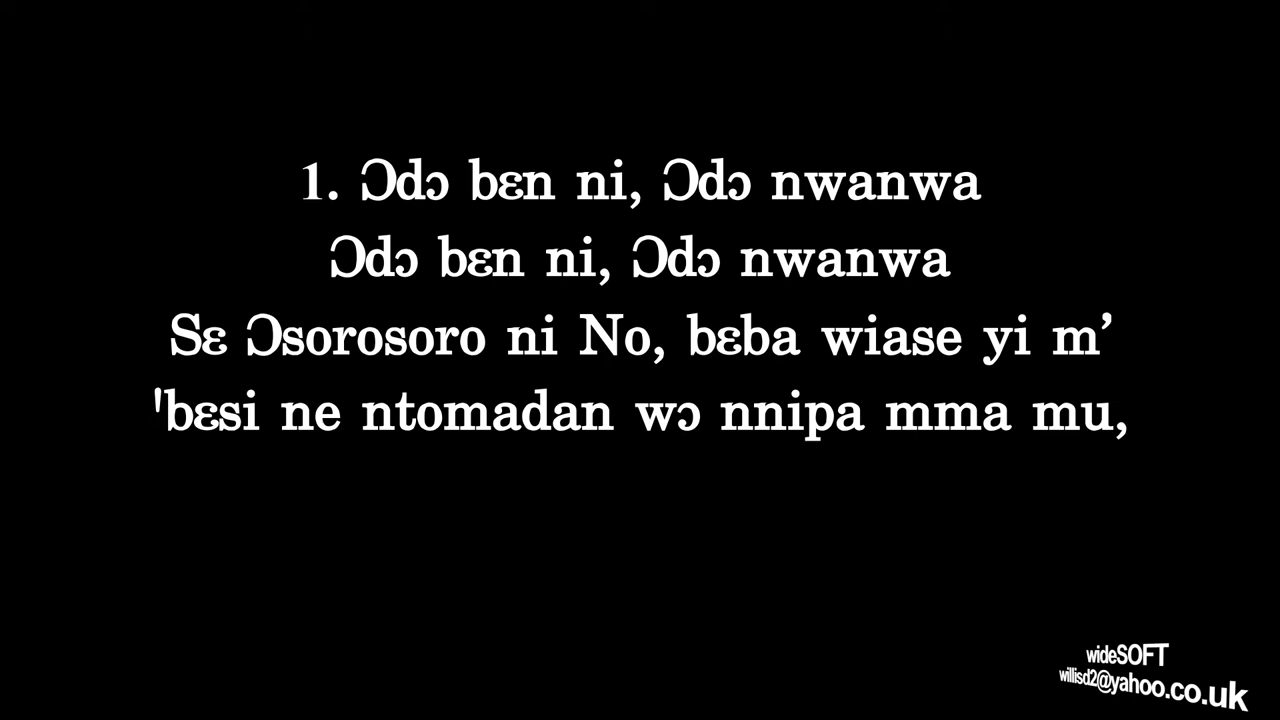 1. Ɔdɔ bɛn ni, Ɔdɔ nwanwa
Ɔdɔ bɛn ni, Ɔdɔ nwanwa
Sɛ Ɔsorosoro ni No, bɛba wiase yi m’
'bɛsi ne ntomadan wɔ nnipa mma mu,
wideSOFT
willisd2@yahoo.co.uk